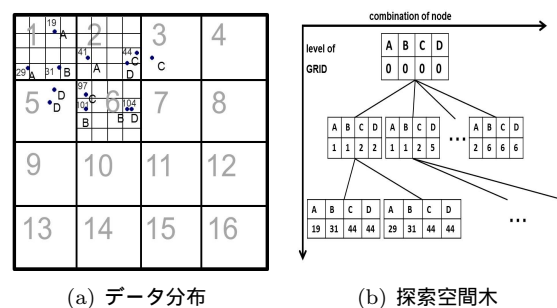 1 2 3 4
19 A
41 A
44 C
D
C
29 A 31 B
5 6 7 8
D
D
97 C
101 B
104
B D
9 10 11 12
13 14 15 16
(a) データ分布
combination of node
level of
GRID
A B C D
0 0 0 0
A B C D
1 1 2 2
A B C D
1 1 2 5
...
A B C D
2 6 6 6
A B C D
19 31 44 44
A B C D
29 31 44 44
...
(b) 探索空間木